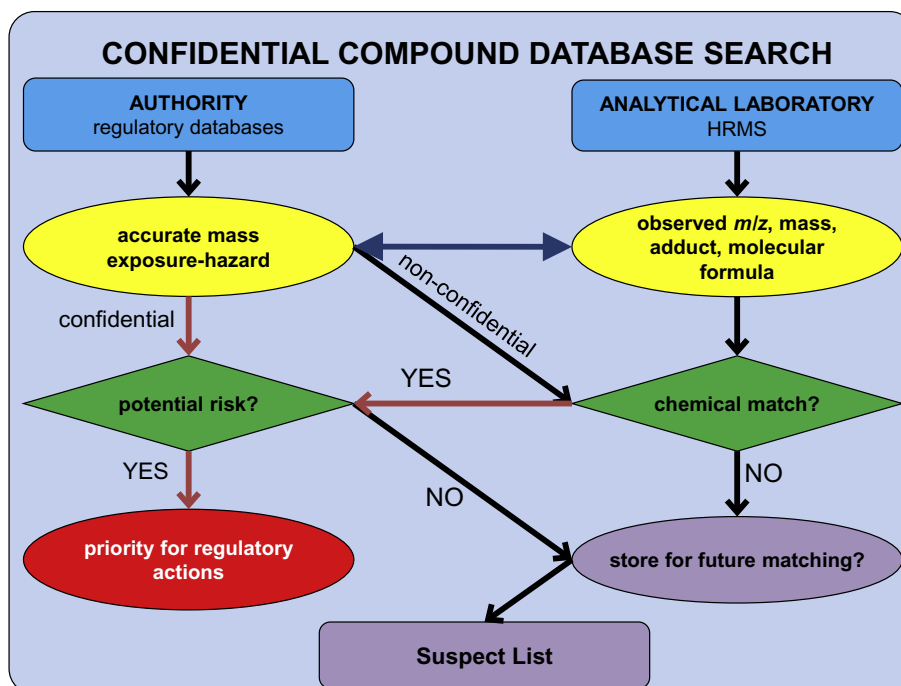 CONFIDENTIAL COMPOUND DATABASE SEARCH
AUTHORITY
regulatory databases
ANALYTICAL LABORATORY
HRMS
accurate mass
exposure-hazard
observed m/z, mass,
adduct, molecular
formula
non-confidential
confidential
YES
potential risk?
chemical match?
YES
NO
NO
priority for regulatory
actions
store for future matching?
Suspect List